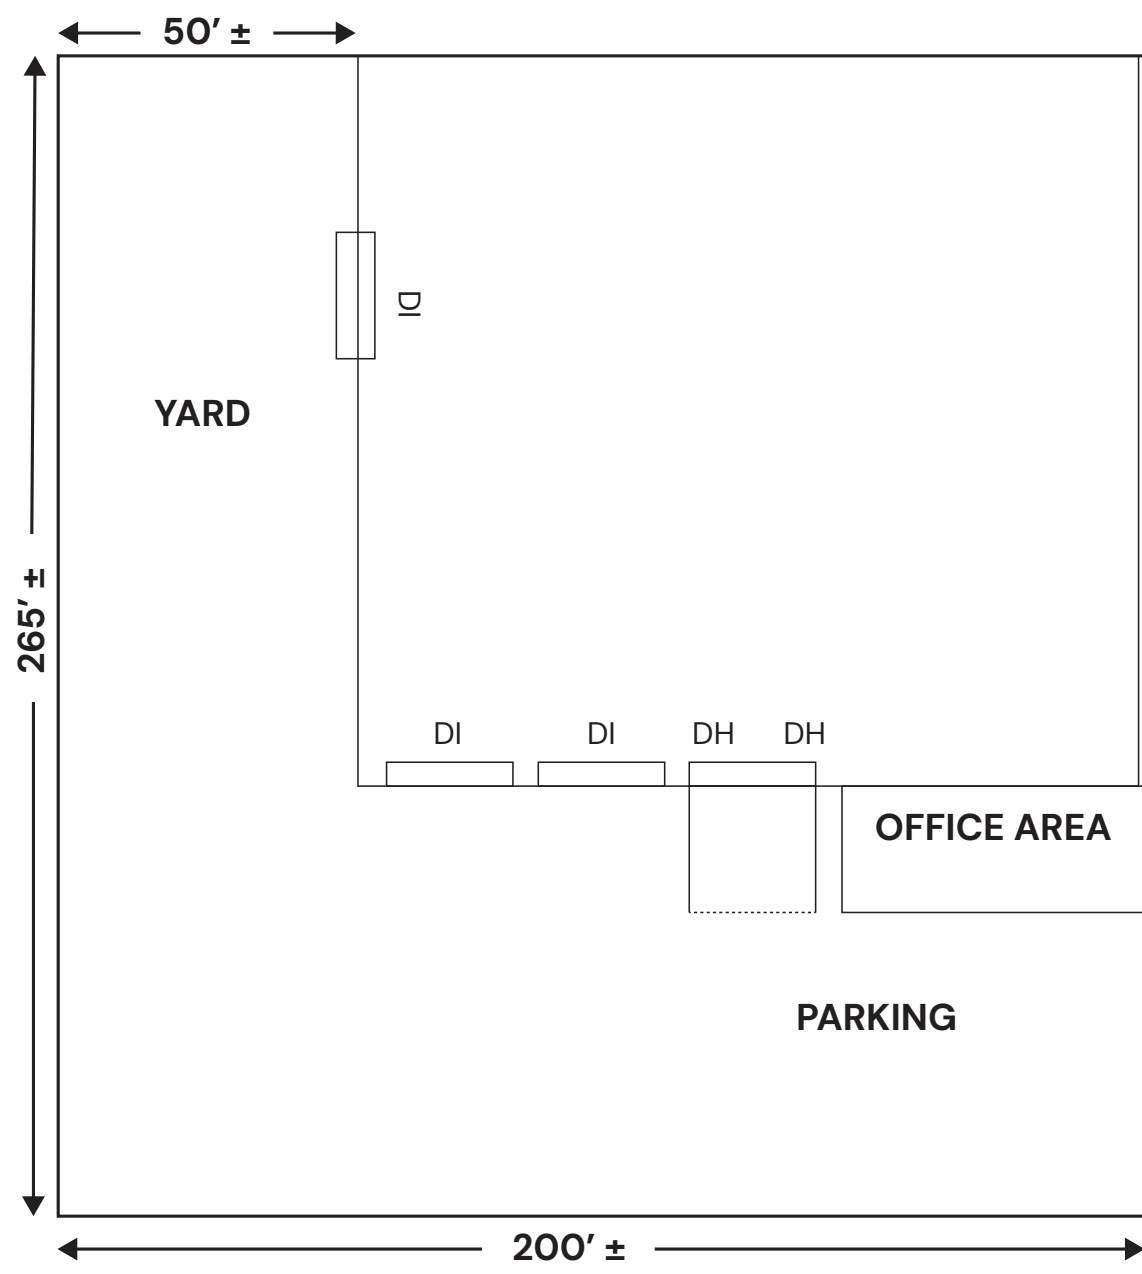 50′ ±
DI
YARD
265′ ±
DI DI DH DH
OFFICE AREA
PARKING
200′ ±